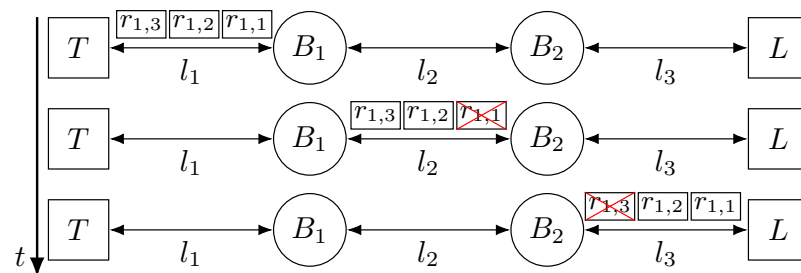 r1,3 r1,2 r1,1
T B1 B2 L
l1 l2 l3
r1,3 r1,2 r1,1
T B1 B2 L
l1 l2 l3
r1,3 r1,2 r1,1
T B1 B2 L
l1 l2 l3
t